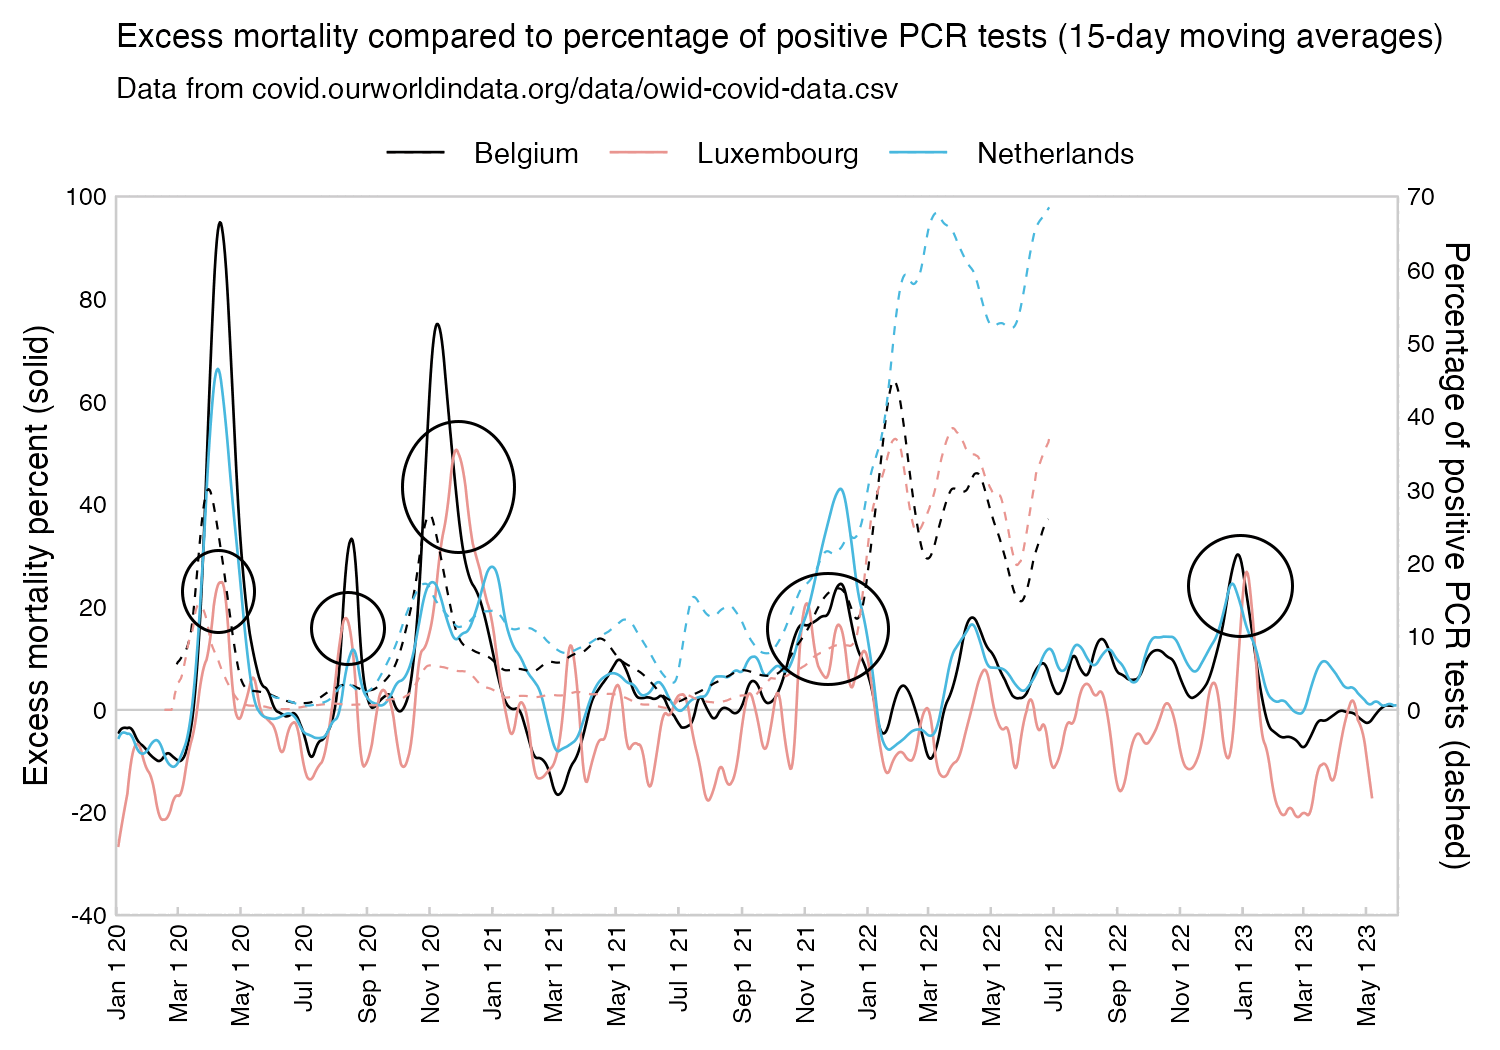 Excess mortality compared to percentage of positive PCR tests (15-day moving averages)
Data from covid.ourworldindata.org/data/owid-covid-data.csv
Belgium Luxembourg Netherlands
Excess mortality percent (solid)
100
80
60
40
20
0
-20
-40
70
60
50
40
30
20
10
0
Percentage of positive PCR tests (dashed)
Jan 1 20
Mar 1 20
May 1 20
Jul 1 20
Sep 1 20
Nov 1 20
Jan 1 21
Mar 1 21
May 1 21
Jul 1 21
Sep 1 21
Nov 1 21
Jan 1 22
Mar 1 22
May 1 22
Jul 1 22
Sep 1 22
Nov 1 22
Jan 1 23
Mar 1 23
May 1 23